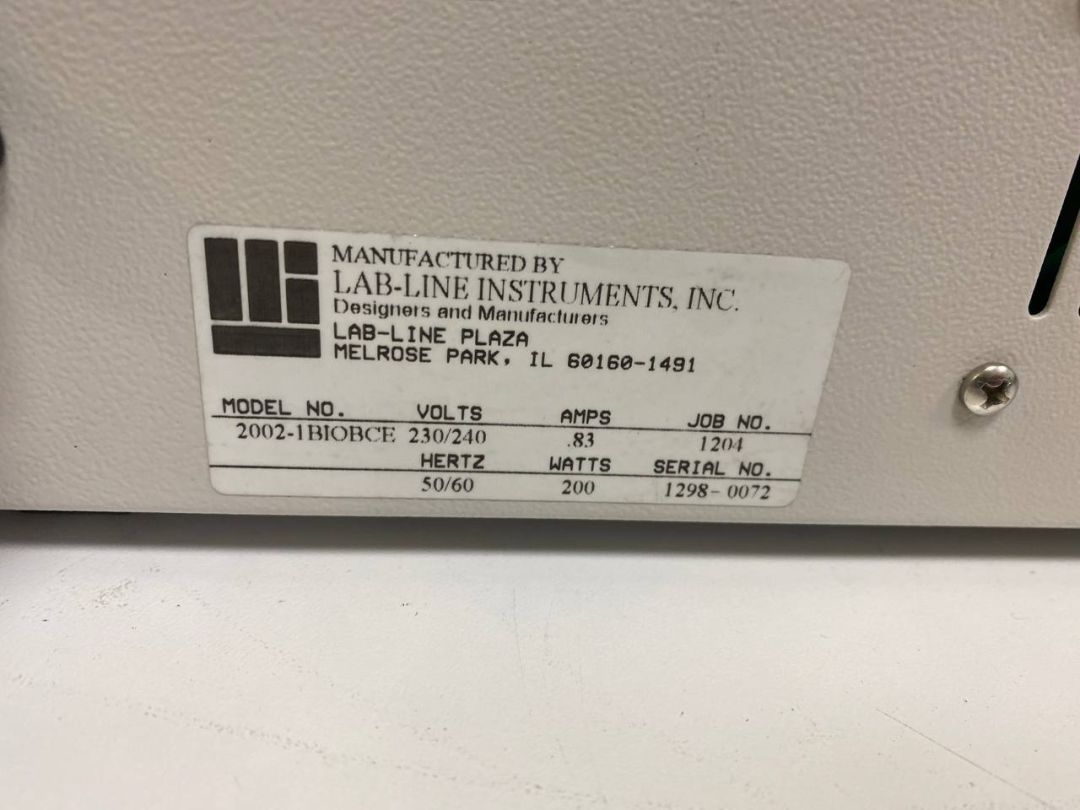 MANUFACTURED BY
LAB-LINE INSTRUMENTS, INC.
Designers and Manufacturers
LAB-LINE PLAZA
MELROSE PARK, IL 60160-1491
MODEL NO. VOLTS AMPS JOB NO.
2002-1BIOBCE 230/240 .83 1204
HERTZ WATTS SERIAL NO.
50/60 200 1298-0072